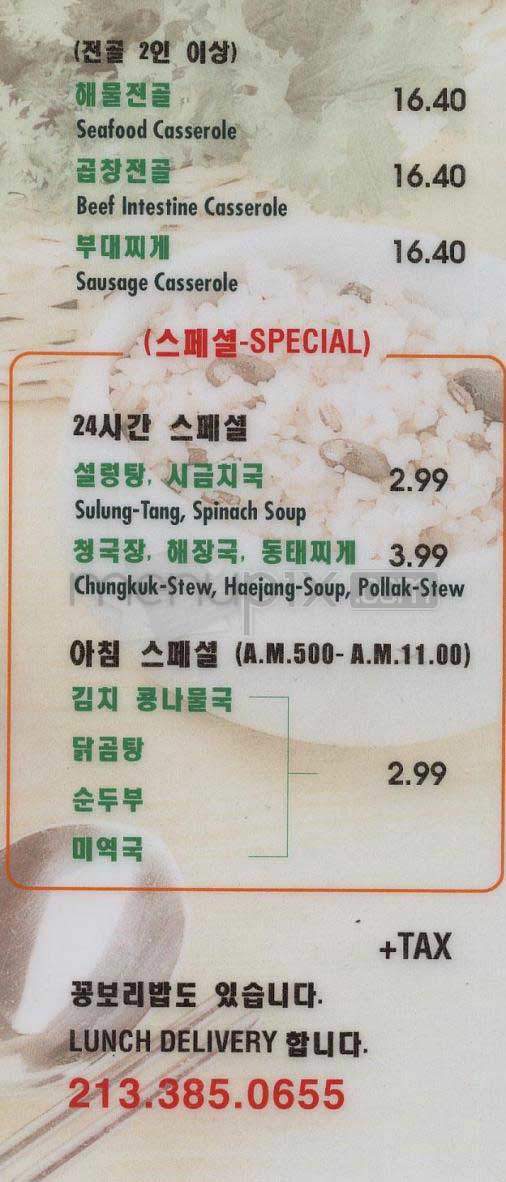 (전골 2인 이상)
해물전골 16.40
Seafood Casserole
곱창전골 16.40
Beef Intestine Casserole
부대찌게 16.40
Sausage Casserole
(스페셜-SPECIAL)
24시간 스페셜
설렁탕, 시금치국 2.99
Sulung-Tang, Spinach Soup
청국장, 해장국, 동태찌게 3.99
Chungkuk-Stew, Haejang-Soup, Pollak-Stew
menupix.com
아침 스페셜 (A.M.500-A.M.11.00)
김치 콩나물국
닭곰탕
2.99
순두부
미역국
+TAX
꽁보리밥도 있습니다.
LUNCH DELIVERY 합니다.
213.385.0655